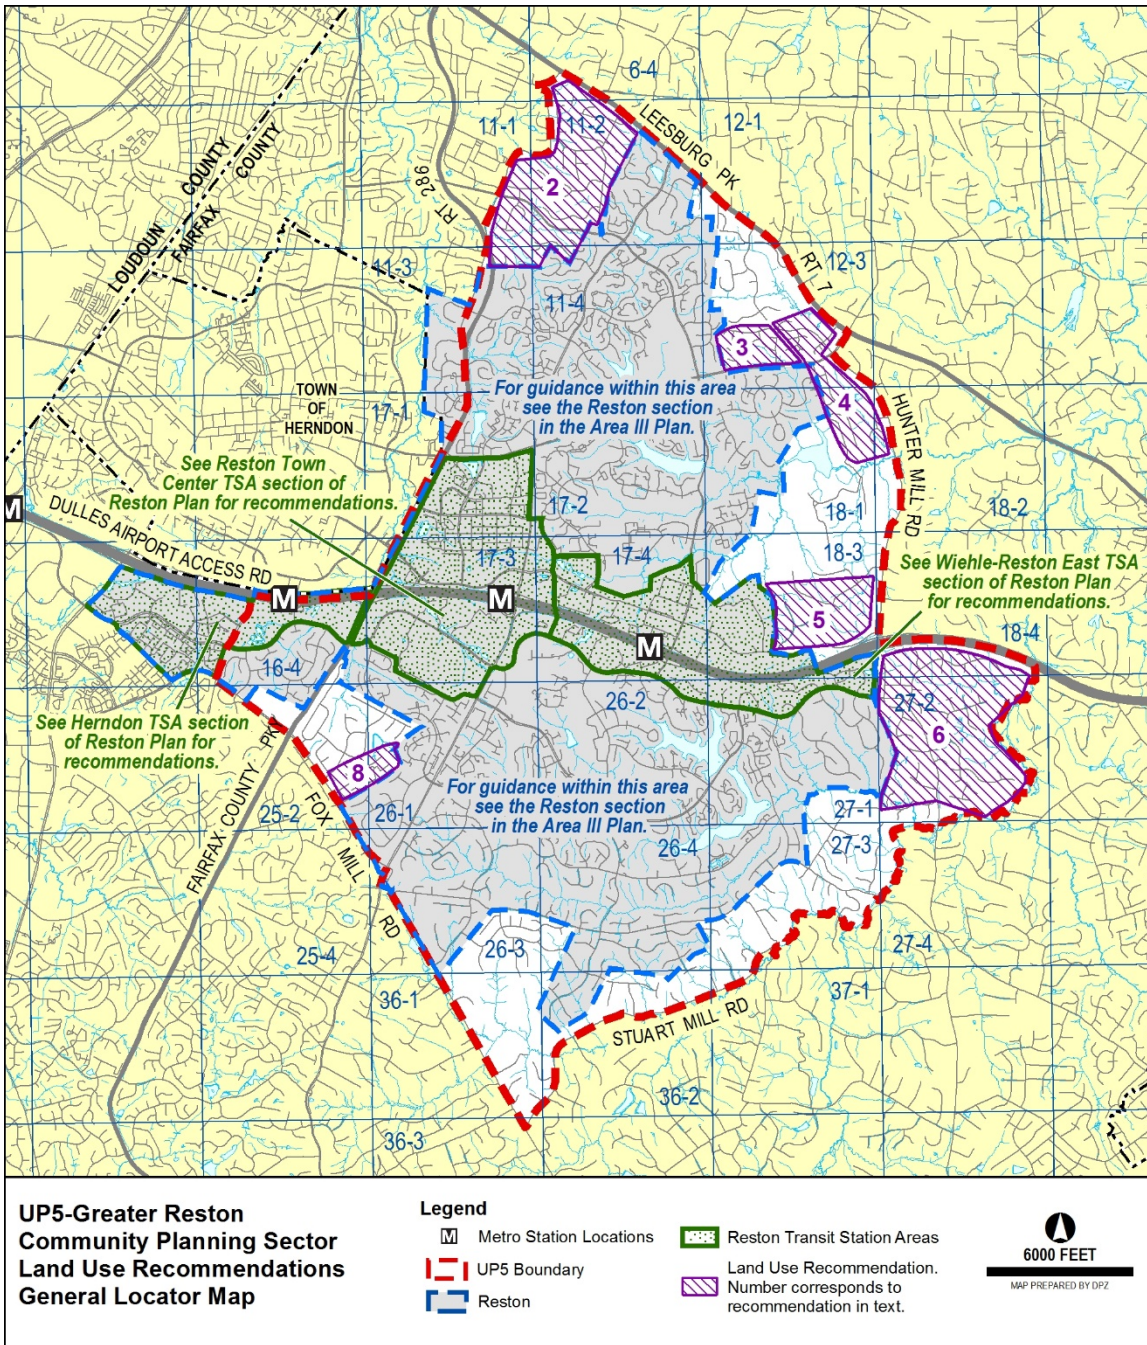 6-4
11-1
11-2
12-1
LEESBURG PK
RT 286
2
LOUDOUN COUNTY
FAIRFAX COUNTY
11-3
RT 7
12-3
11-4
3
For guidance within this area
see the Reston section
in the Area III Plan.
4
TOWN
OF
HERNDON
17-1
HUNTER MILL RD
See Reston Town
Center TSA section of
Reston Plan for
recommendations.
17-2
18-1
18-2
M
DULLES AIRPORT ACCESS RD
17-3
17-4
18-3
See Wiehle-Reston East TSA
section of Reston Plan
for recommendations.
M
M
M
5
18-4
16-4
26-2
27-2
6
See Herndon TSA section
of Reston Plan for
recommendations.
8
For guidance within this area
see the Reston section
in the Area III Plan.
FAIRFAX COUNTY PKY
25-2
FOX MILL RD
26-1
26-4
27-1
27-3
25-4
26-3
27-4
36-1
37-1
STUART MILL RD
36-2
36-3
UP5-Greater Reston
Community Planning Sector
Land Use Recommendations
General Locator Map
Legend
M Metro Station Locations
UP5 Boundary
Reston
Reston Transit Station Areas
Land Use Recommendation.
Number corresponds to
recommendation in text.
6000 FEET
MAP PREPARED BY DPZ